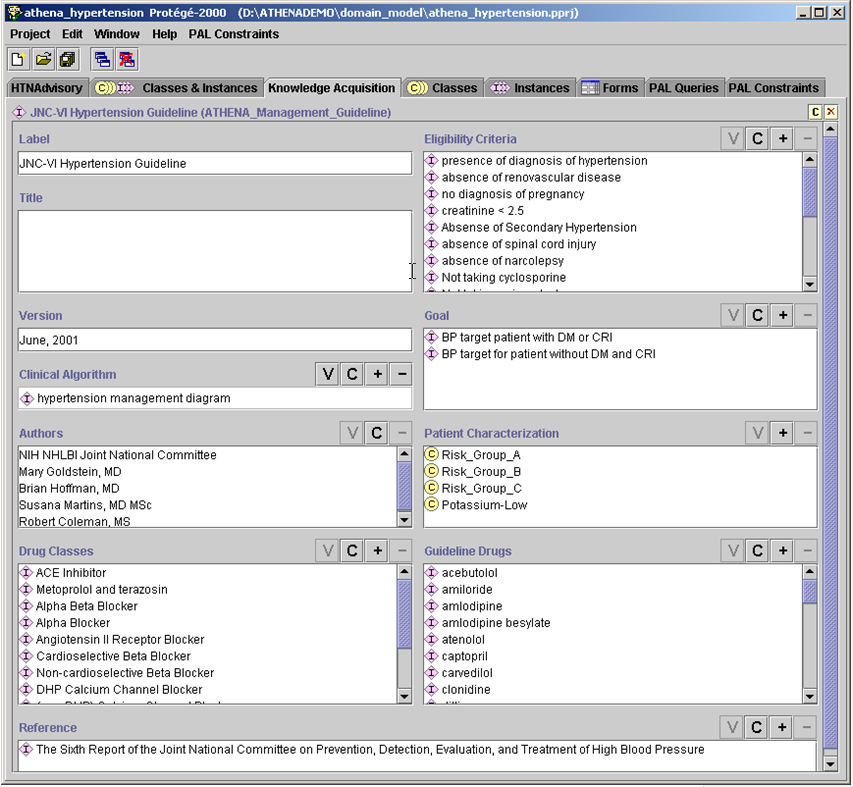 athena_hypertension Protégé-2000 (D:\ATHENADEMO\domain_model\athena_hypertension.pprj)
Project Edit Window Help PAL Constraints
HTNAdvisory Classes & Instances Knowledge Acquisition Classes Instances Forms PAL Queries PAL Constraints
JNC-VI Hypertension Guideline (ATHENA_Management_Guideline) C
Label
JNC-VI Hypertension Guideline
Title
Version
June, 2001
Clinical Algorithm V C + −
hypertension management diagram
Authors V C −
NIH NHLBI Joint National Committee
Mary Goldstein, MD
Brian Hoffman, MD
Susana Martins, MD MSc
Robert Coleman, MS
Drug Classes V C + −
ACE Inhibitor
Metoprolol and terazosin
Alpha Beta Blocker
Alpha Blocker
Angiotensin II Receptor Blocker
Cardioselective Beta Blocker
Non-cardioselective Beta Blocker
DHP Calcium Channel Blocker
Eligibility Criteria V C + −
presence of diagnosis of hypertension
absence of renovascular disease
no diagnosis of pregnancy
creatinine < 2.5
Absense of Secondary Hypertension
absence of spinal cord injury
absence of narcolepsy
Not taking cyclosporine
Goal V C + −
BP target patient with DM or CRI
BP target for patient without DM and CRI
Patient Characterization V + −
Risk_Group_A
Risk_Group_B
Risk_Group_C
Potassium-Low
Guideline Drugs V C + −
acebutolol
amiloride
amlodipine
amlodipine besylate
atenolol
captopril
carvedilol
clonidine
Reference V C + −
The Sixth Report of the Joint National Committee on Prevention, Detection, Evaluation, and Treatment of High Blood Pressure